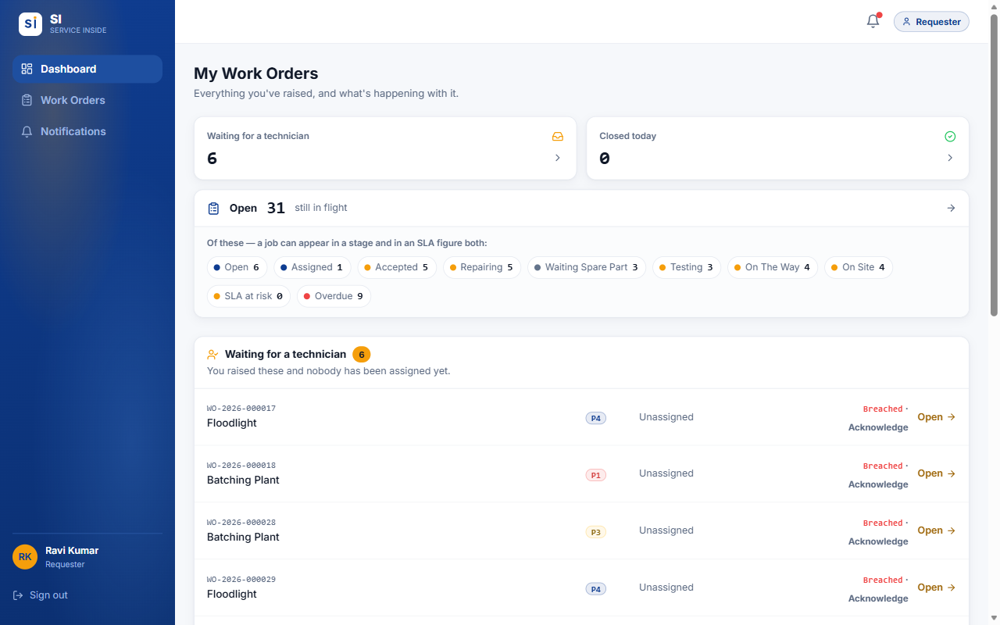 si
SI
SERVICE INSIDE
Dashboard
Work Orders
Notifications
RK
Ravi Kumar
Requester
Sign out
Requester
My Work Orders
Everything you've raised, and what's happening with it.
Waiting for a technician
6
Closed today
0
Open 31 still in flight
Of these — a job can appear in a stage and in an SLA figure both:
Open 6 Assigned 1 Accepted 5 Repairing 5 Waiting Spare Part 3 Testing 3 On The Way 4 On Site 4
SLA at risk 0 Overdue 9
Waiting for a technician 6
You raised these and nobody has been assigned yet.
WO-2026-000017
Floodlight
P4
Unassigned
Breached ·
Acknowledge
Open
WO-2026-000018
Batching Plant
P1
Unassigned
Breached ·
Acknowledge
Open
WO-2026-000028
Batching Plant
P3
Unassigned
Breached ·
Acknowledge
Open
WO-2026-000029
Floodlight
P4
Unassigned
Breached ·
Acknowledge
Open